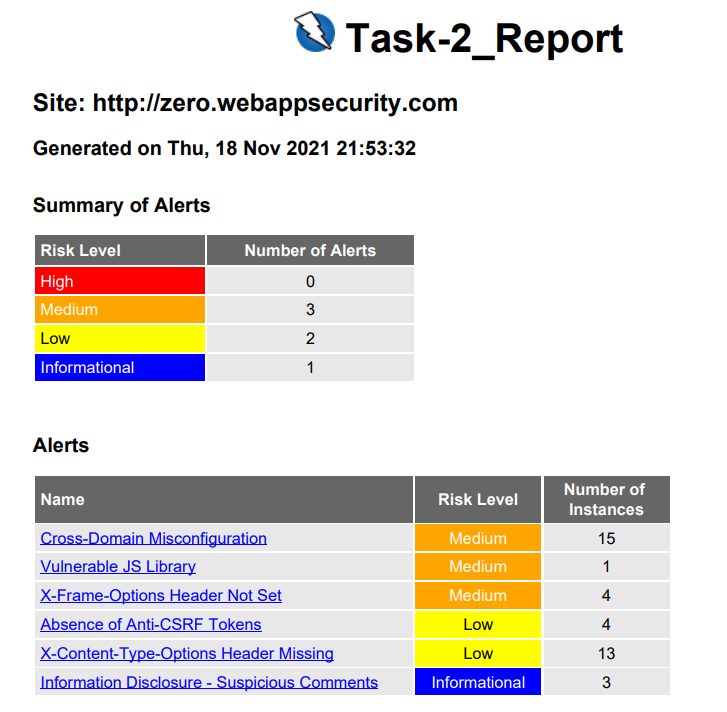 Task-2_Report
Site: http://zero.webappsecurity.com
Generated on Thu, 18 Nov 2021 21:53:32
Summary of Alerts
Risk Level Number of Alerts
High 0
Medium 3
Low 2
Informational 1
Alerts
Name Risk Level Number of Instances
Cross-Domain Misconfiguration Medium 15
Vulnerable JS Library Medium 1
X-Frame-Options Header Not Set Medium 4
Absence of Anti-CSRF Tokens Low 4
X-Content-Type-Options Header Missing Low 13
Information Disclosure - Suspicious Comments Informational 3